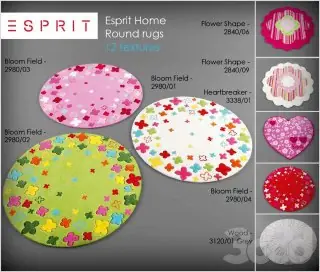 ESPRIT
Esprit Home
Round rugs
12 textures
Flower Shape -
2840/06
Bloom Field -
2980/03
Bloom Field -
2980/01
Flower Shape -
2840/09
Heartbreaker -
3338/01
Bloom Field -
2980/02
Bloom Field -
2980/04
Wood -
3120/01 Grey